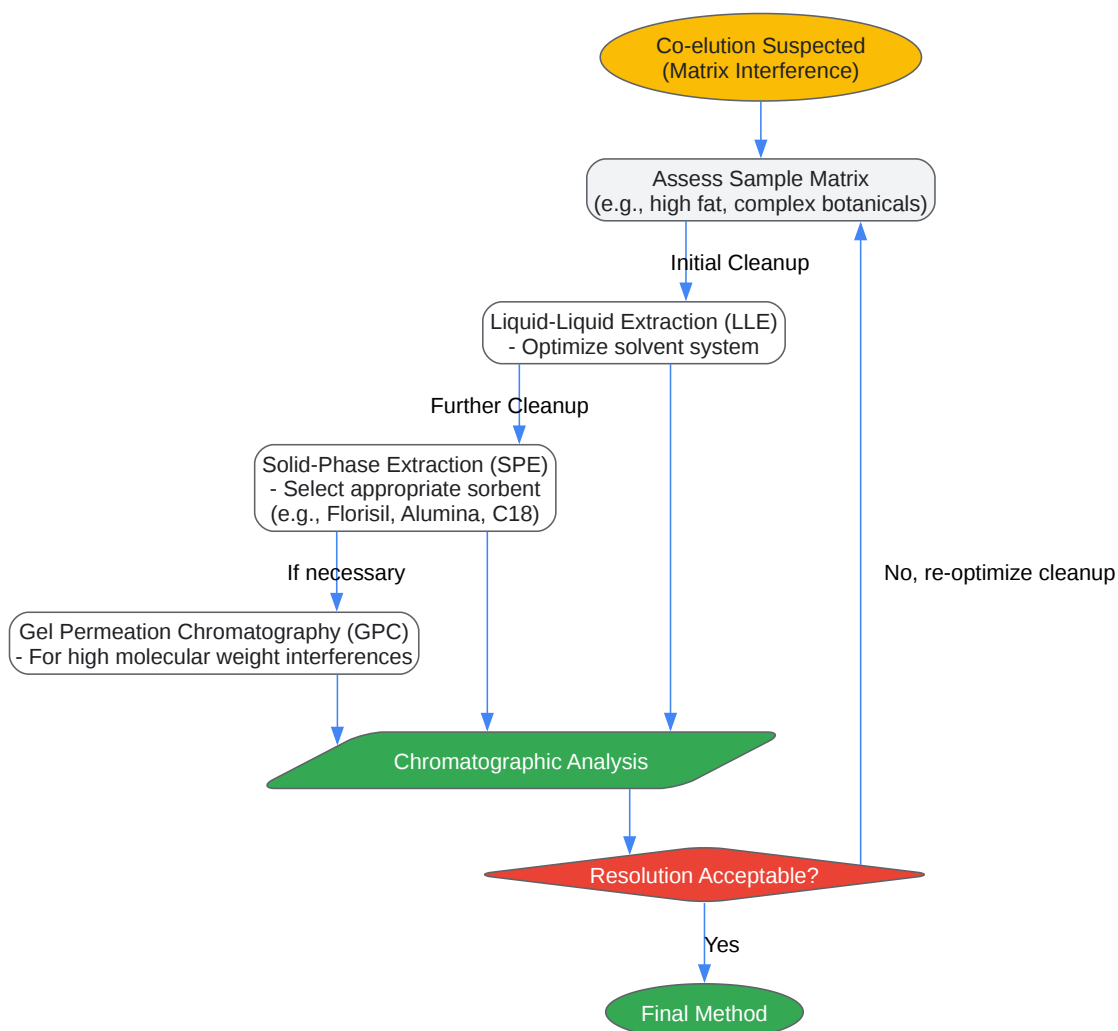 Co-elution Suspected
(Matrix Interference)
Assess Sample Matrix
(e.g., high fat, complex botanicals)
Initial Cleanup
Liquid-Liquid Extraction (LLE)
- Optimize solvent system
Further Cleanup
Solid-Phase Extraction (SPE)
- Select appropriate sorbent
(e.g., Florisil, Alumina, C18)
If necessary
No, re-optimize cleanup
Gel Permeation Chromatography (GPC)
- For high molecular weight interferences
Chromatographic Analysis
Resolution Acceptable?
Yes
Final Method